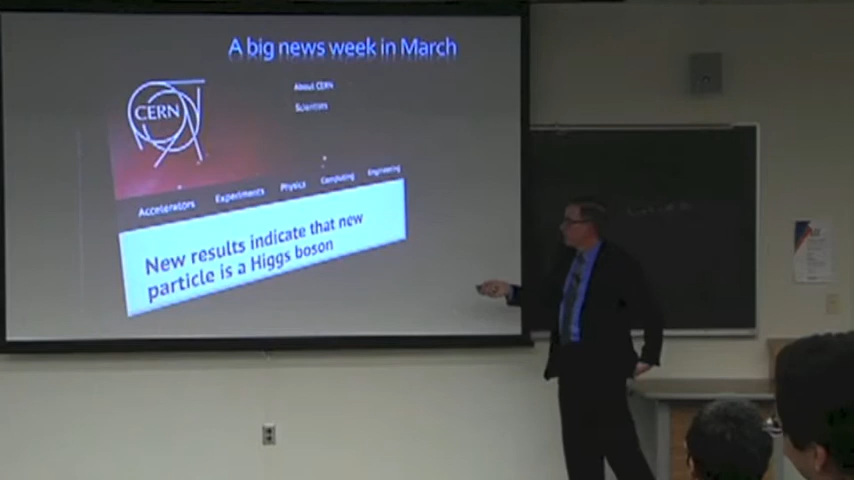 A big news week in March
CERN
About CERN
Scientists
Accelerators Experiments Physics Computing Engineering
New results indicate that new
particle is a Higgs boson